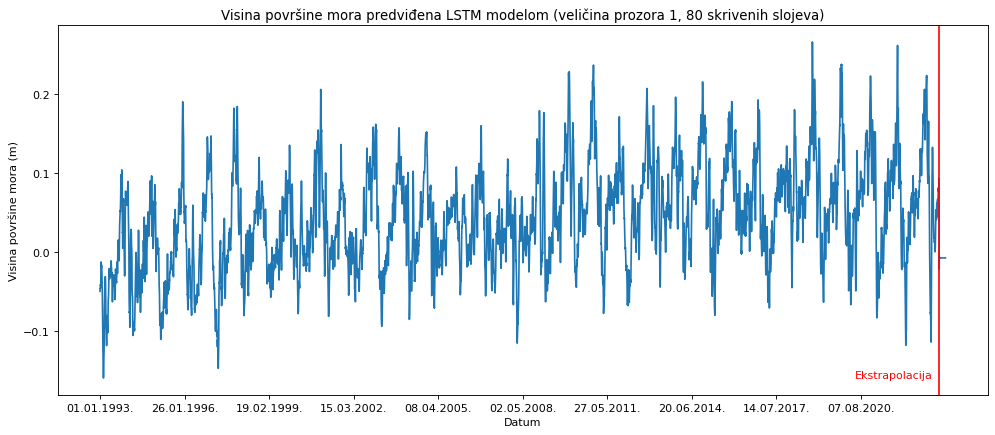 Visina površine mora predviđena LSTM modelom (veličina prozora 1, 80 skrivenih slojeva)
Visina površine mora (m)
0.2
0.1
0.0
−0.1
Ekstrapolacija
01.01.1993. 26.01.1996. 19.02.1999. 15.03.2002. 08.04.2005. 02.05.2008. 27.05.2011. 20.06.2014. 14.07.2017. 07.08.2020.
Datum